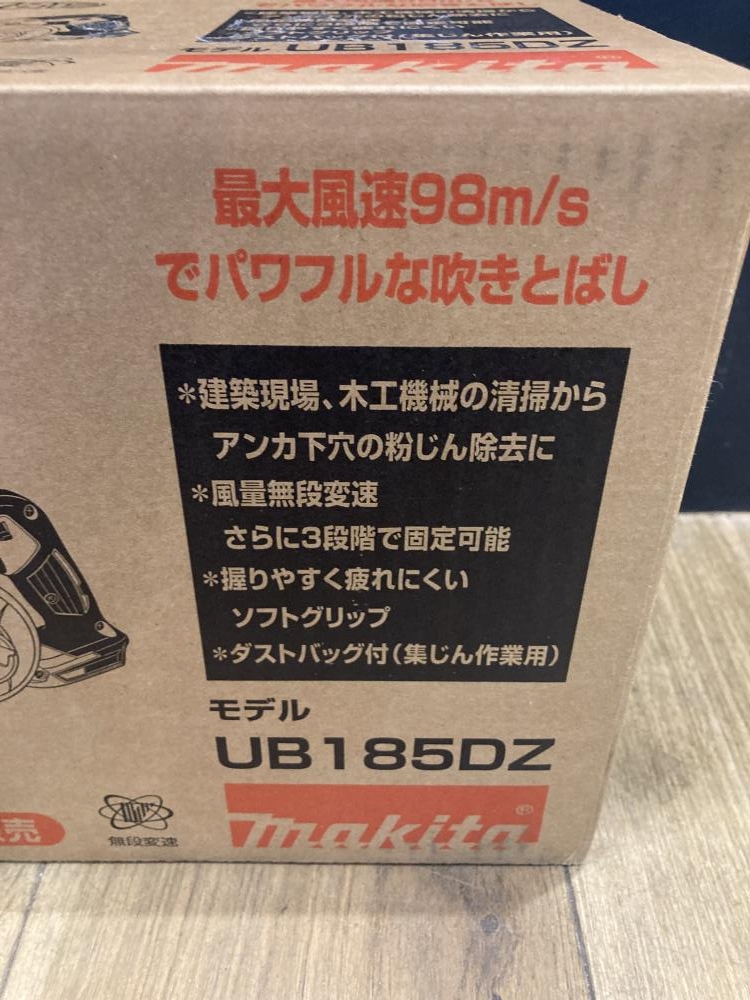 makita
UB185DZ
モデル
最大風速98m/s
でパワフルな吹きとばし
*建築現場、木工機械の清掃から
アンカ下穴の粉じん除去に
*風量無段変速
さらに3段階で固定可能
*握りやすく疲れにくい
ソフトグリップ
*ダストバッグ付(集じん作業用)
モデル
UB185DZ
makita®
売
無段変速